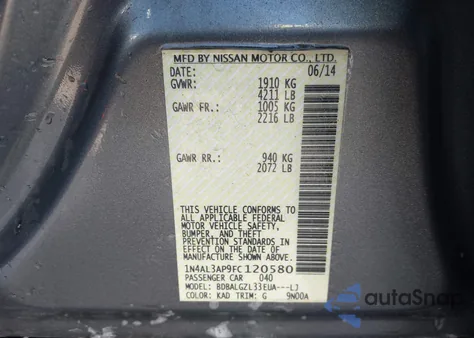 MFD BY NISSAN MOTOR CO., LTD.
DATE: 06/14
GVWR: 1910 KG
4211 LB
GAWR FR.: 1005 KG
2216 LB
GAWR RR.: 940 KG
2072 LB
THIS VEHICLE CONFORMS TO
ALL APPLICABLE FEDERAL
MOTOR VEHICLE SAFETY,
BUMPER, AND THEFT
PREVENTION STANDARDS
IN EFFECT ON THE DATE OF
MANUFACTURE SHOWN ABOVE.
1N4AL3AP9FC120580
PASSENGER CAR 040
MODEL: BDBALGZL33EUA---LJ
COLOR: KAD TRIM: G 9N00A
autoSnap